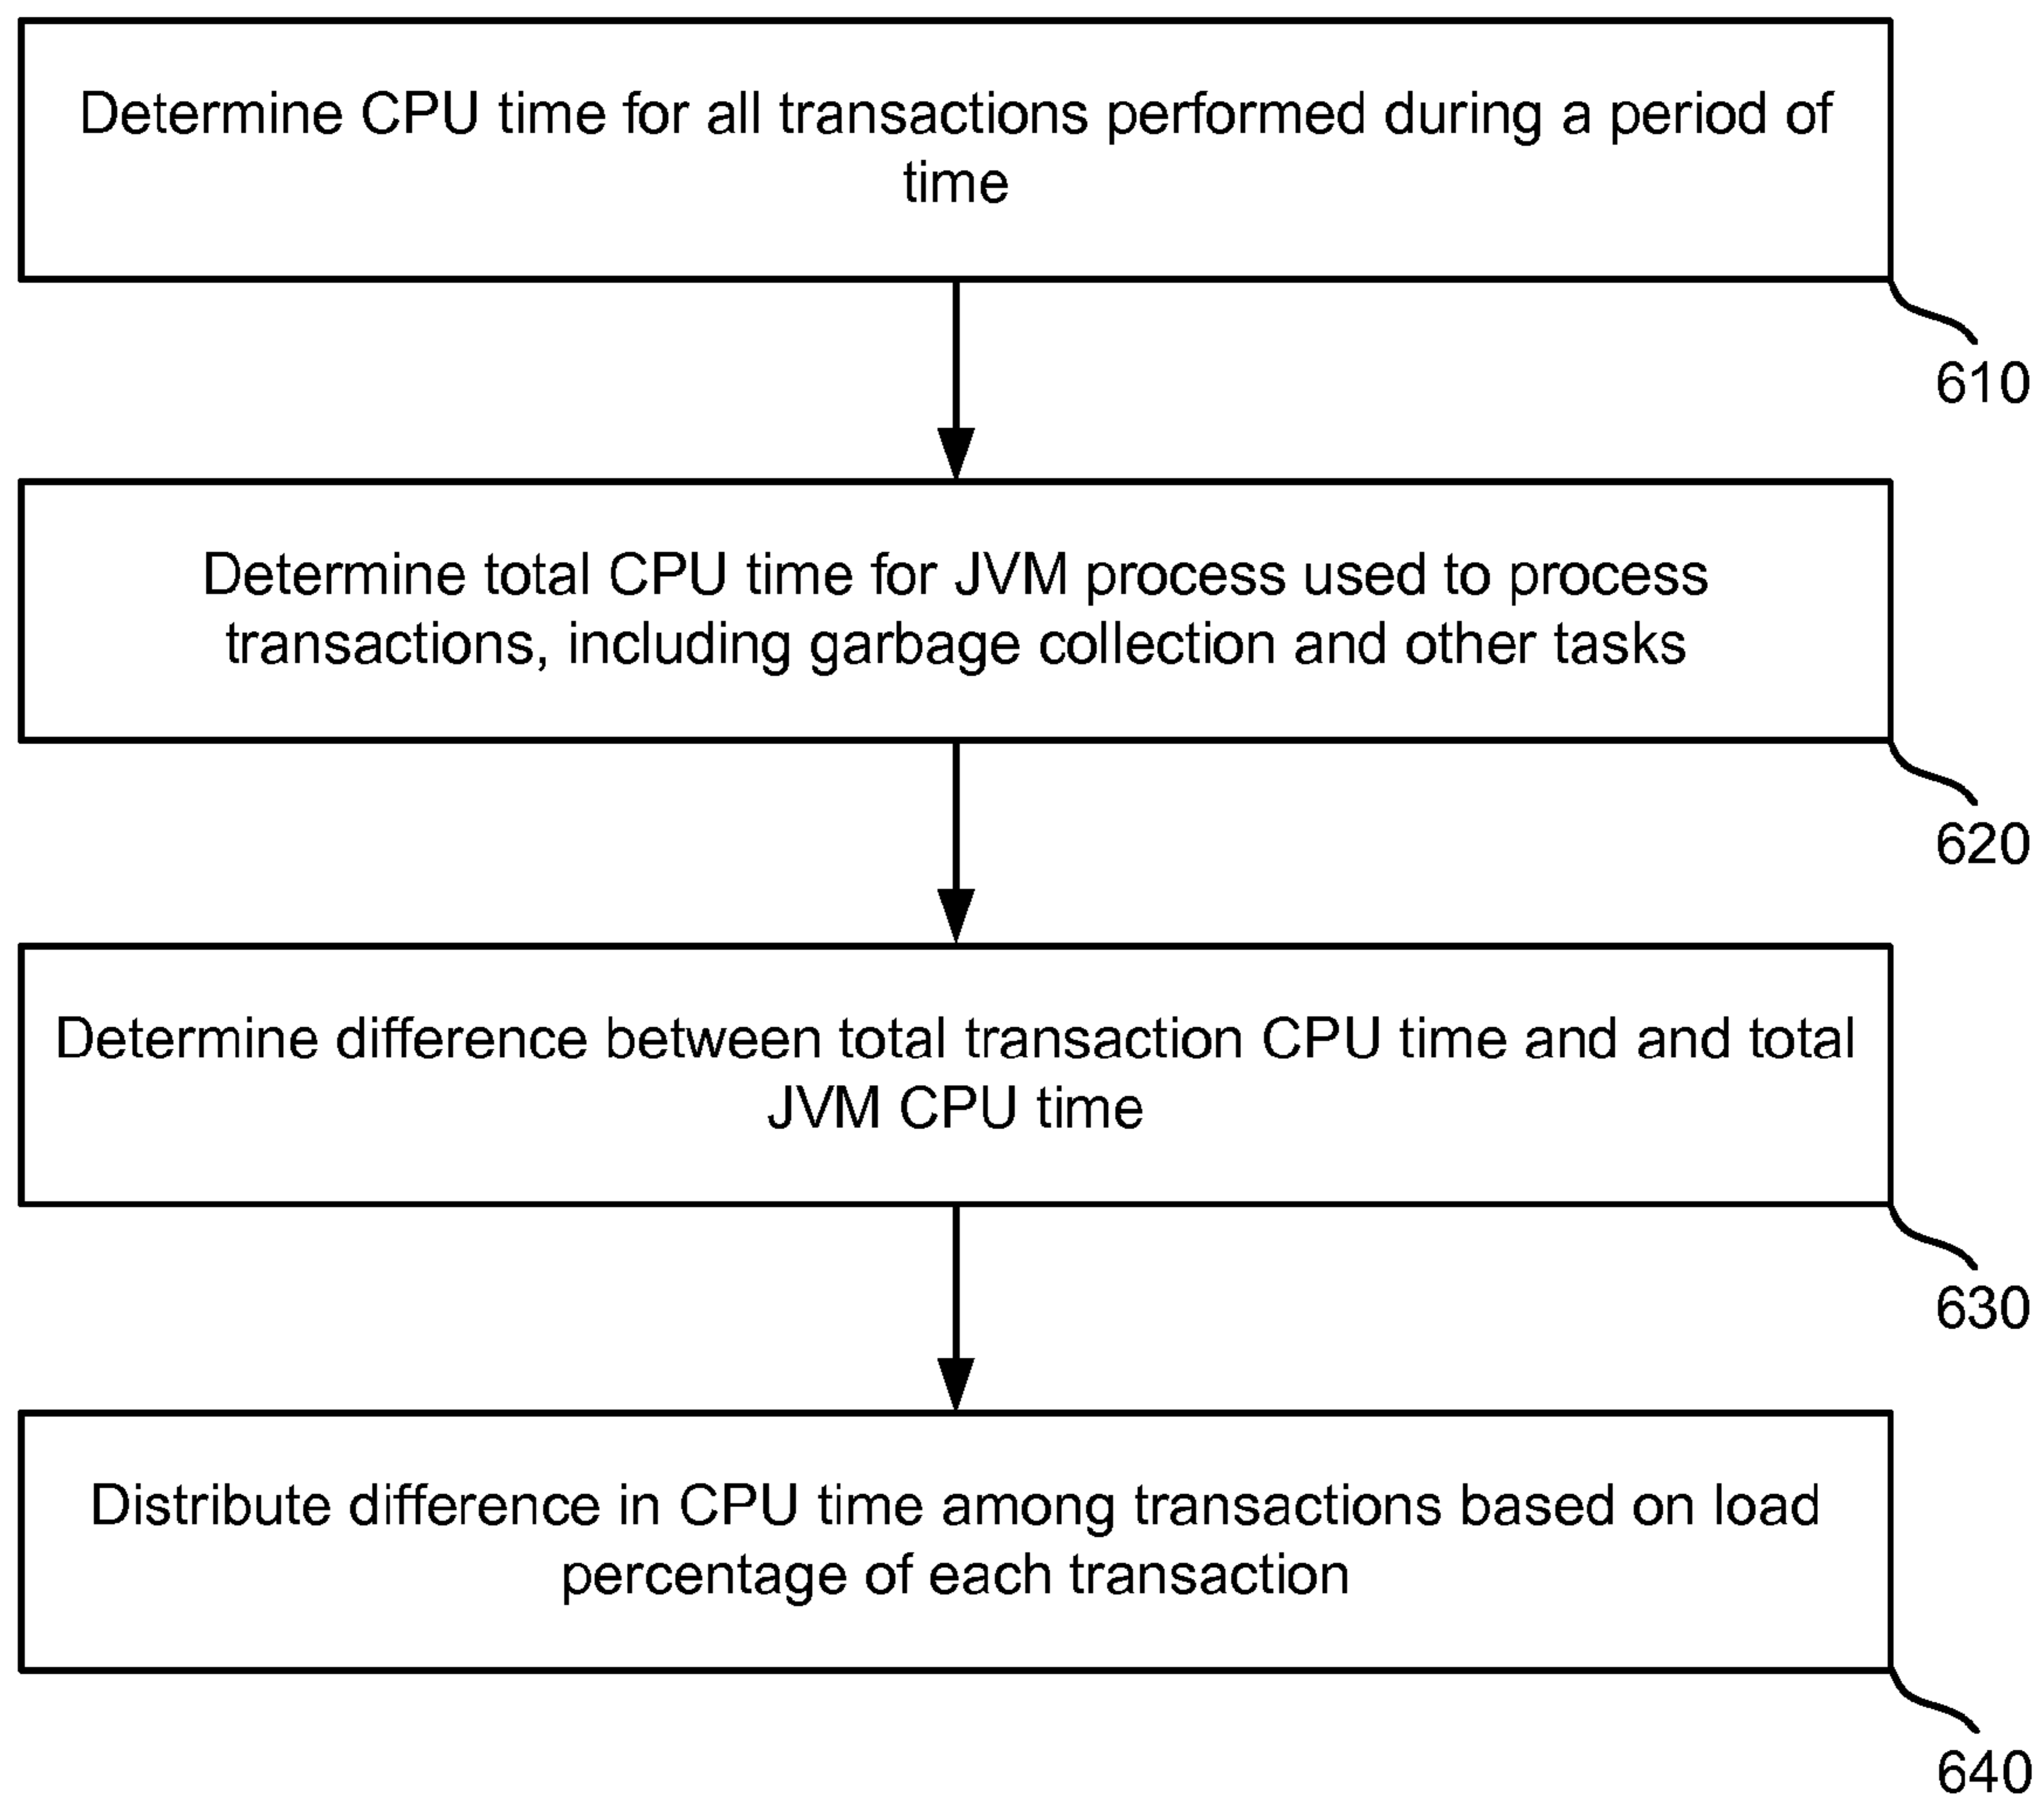 Determine CPU time for all transactions performed during a period of
time
610
Determine total CPU time for JVM process used to process
transactions, including garbage collection and other tasks
620
Determine difference between total transaction CPU time and and total
JVM CPU time
630
Distribute difference in CPU time among transactions based on load
percentage of each transaction
640